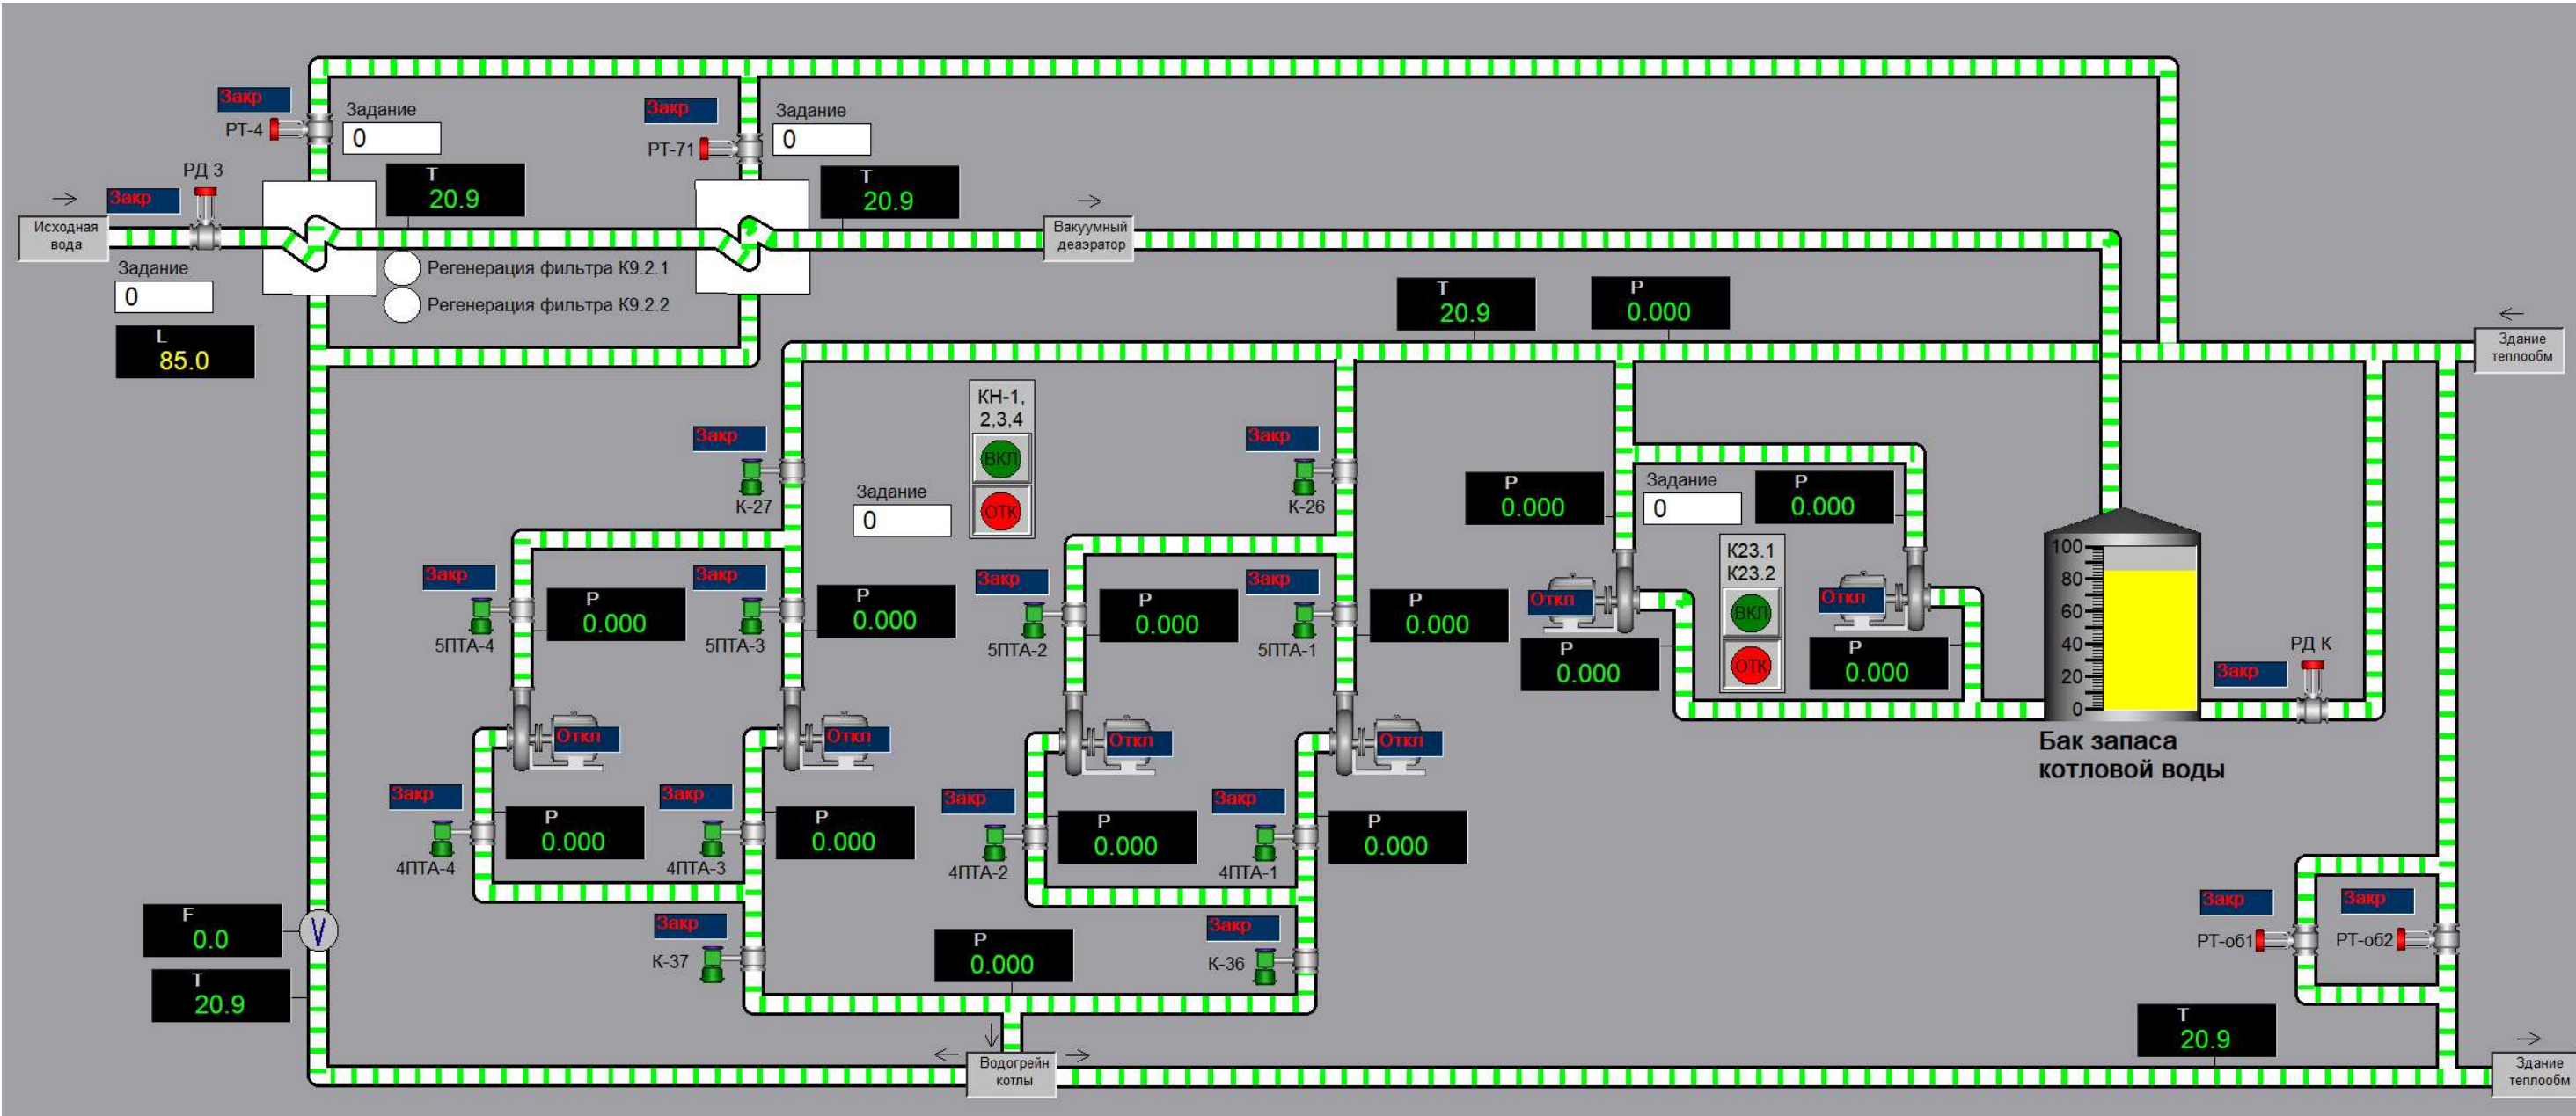 Закр
РТ-4
Задание
0
Закр
РТ-71
Задание
0
РД 3
Закр
T
20.9
T
20.9
Исходная
вода
Вакуумный
деаэратор
Задание
0
Регенерация фильтра К9.2.1
Регенерация фильтра К9.2.2
L
85.0
T
20.9
P
0.000
Здание
теплообм
КН-1,
2,3,4
ВКЛ
ОТК
Закр
К-27
Задание
0
Закр
К-26
P
0.000
Задание
0
P
0.000
К23.1
К23.2
ВКЛ
ОТК
Закр
5ПТА-4
P
0.000
Закр
5ПТА-3
P
0.000
Закр
5ПТА-2
P
0.000
Закр
5ПТА-1
P
0.000
Откл
P
0.000
Откл
P
0.000
100
80
60
40
20
0
РД К
Закр
Бак запаса
котловой воды
Откл
Откл
Откл
Откл
Закр
4ПТА-4
P
0.000
Закр
4ПТА-3
P
0.000
Закр
4ПТА-2
P
0.000
Закр
4ПТА-1
P
0.000
F
0.0
V
T
20.9
Закр
К-37
P
0.000
Закр
К-36
Закр
РТ-об1
Закр
РТ-об2
T
20.9
Водогрейн
котлы
Здание
теплообм